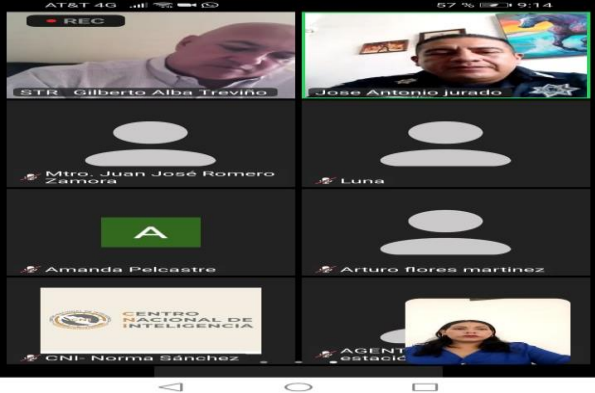 AT&T 4G 57 % 9:14
REC
STR Gilberto Alba Treviño
Jose Antonio jurado
Mtro. Juan José Romero
Zamora
Luna
A
Amanda Pelcastre
Arturo flores martinez
CENTRO
NACIONAL DE
INTELIGENCIA
CNI- Norma Sánchez
AGENT
estació